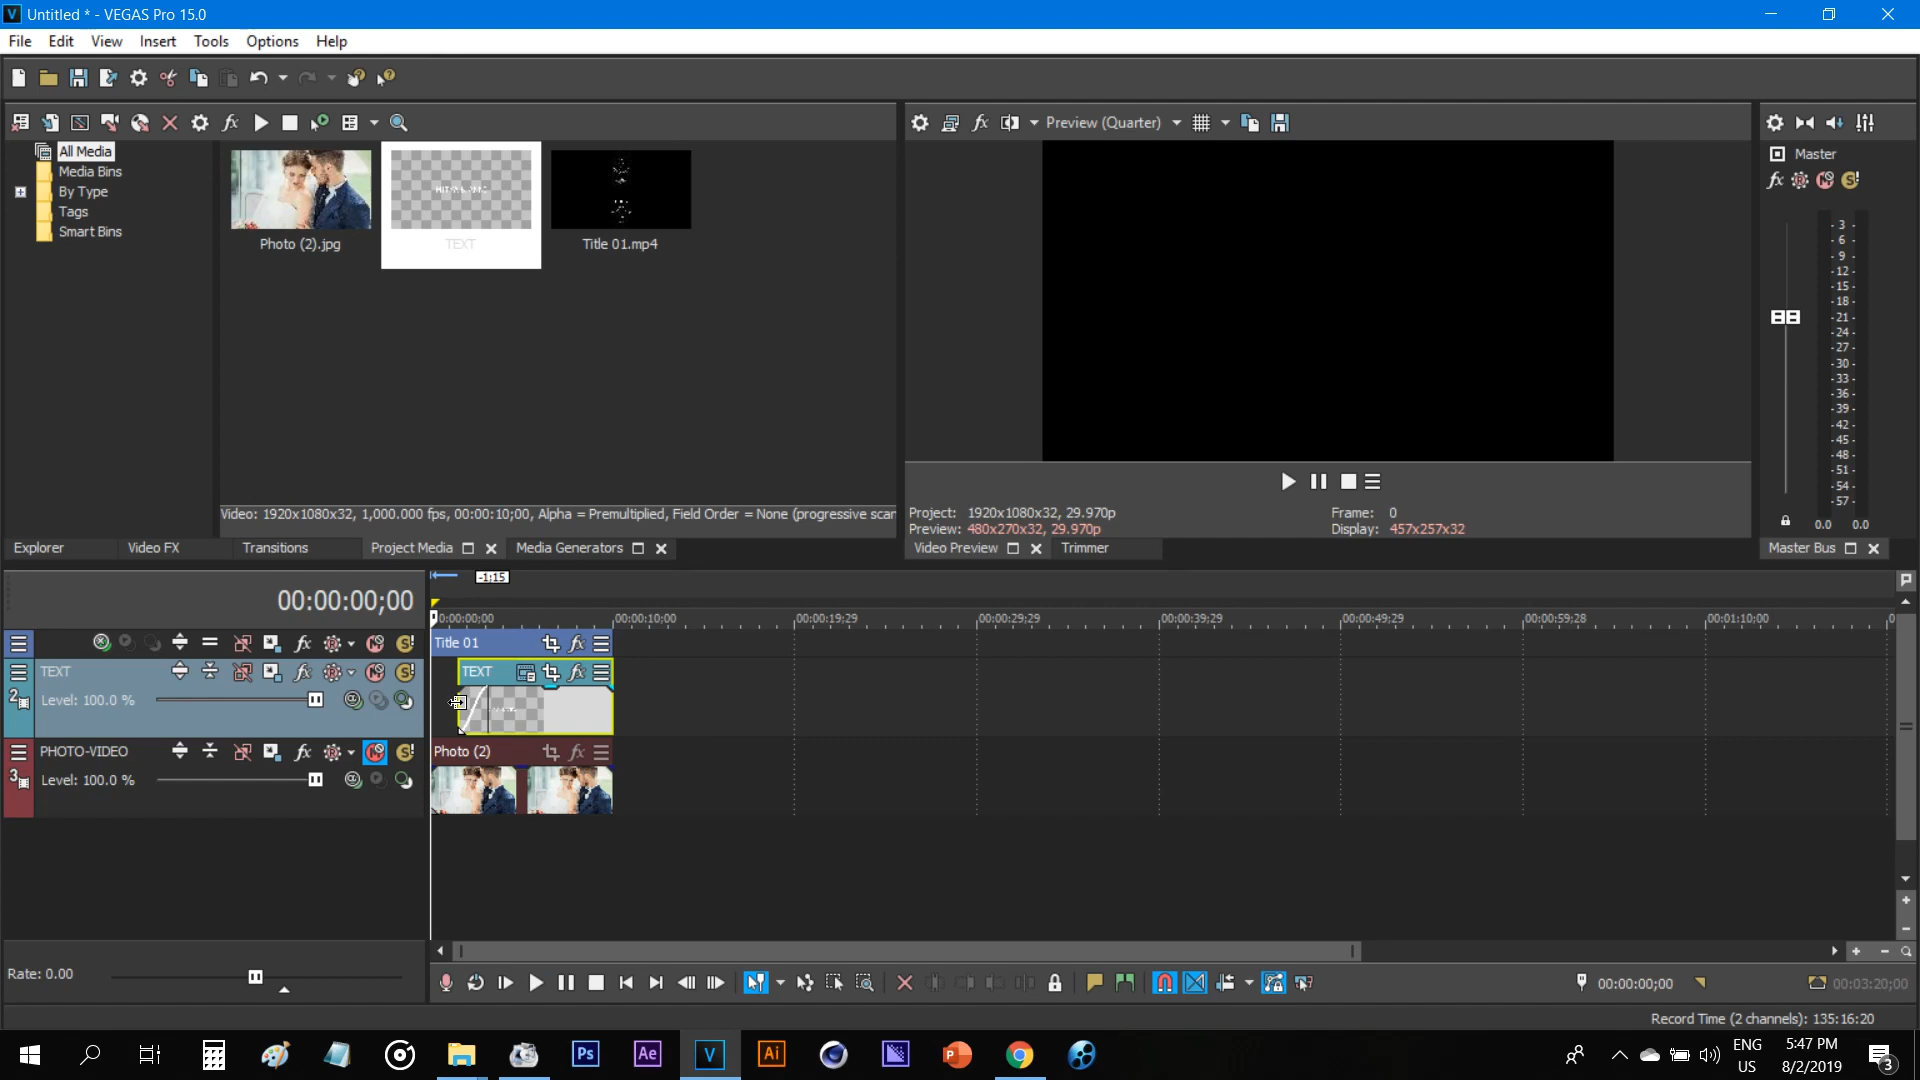 Untitled * - VEGAS Pro 15.0
File Edit View Insert Tools Options Help
Preview (Quarter)
All Media
Media Bins
By Type
Tags
Smart Bins
Photo (2).jpg
TEXT
Title 01.mp4
Master
- 3 -
- 6 -
- 9 -
- 12 -
- 15 -
- 18 -
- 21 -
- 24 -
- 27 -
- 30 -
- 33 -
- 36 -
- 39 -
- 42 -
- 45 -
- 48 -
- 51 -
- 54 -
- 57 -
0.0 0.0
Video: 1920x1080x32, 1,000.000 fps, 00:00:10;00, Alpha = Premultiplied, Field Order = None (progressive scan
Project: 1920x1080x32, 29.970p
Preview: 480x270x32, 29.970p
Frame: 0
Display: 457x257x32
Explorer
Video FX
Transitions
Project Media
Media Generators
Video Preview
Trimmer
Master Bus
-1:15
00:00:00;00
0:00:00;00 00:00:10;00 00:00:19;29 00:00:29;29 00:00:39;29 00:00:49;29 00:00:59;28 00:01:10;00 0
Title 01
TEXT
Level: 100.0 %
2
TEXT
PHOTO-VIDEO
Level: 100.0 %
3
Photo (2)
Rate: 0.00
00:00:00;00
00:03:20;00
Record Time (2 channels): 135:16:20
Ps
Ae
V
Ai
ENG
US
5:47 PM
8/2/2019
3